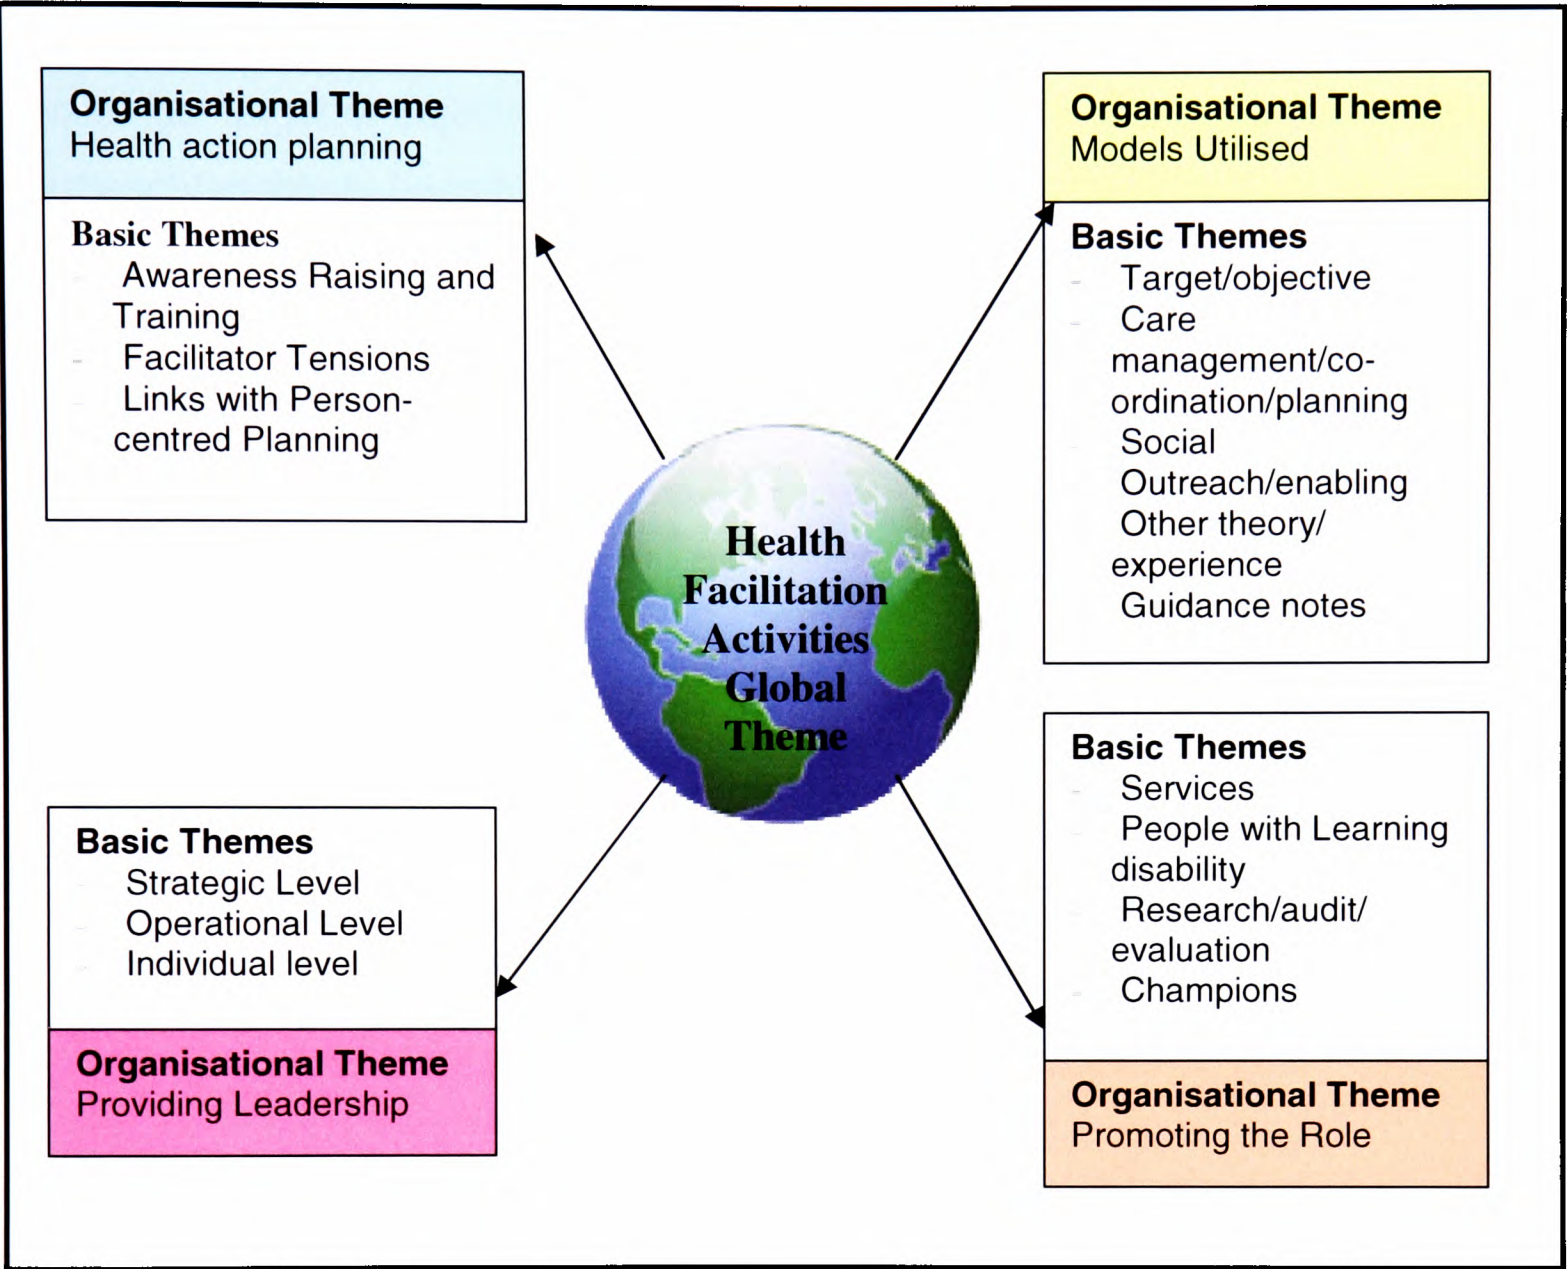 Organisational Theme
Health action planning
Basic Themes
- Awareness Raising and
Training
- Facilitator Tensions
- Links with Person-
centred Planning
Organisational Theme
Models Utilised
Basic Themes
- Target/objective
- Care
management/co-
ordination/planning
- Social
- Outreach/enabling
- Other theory/
experience
- Guidance notes
Health
Facilitation
Activities
Global
Theme
Basic Themes
- Strategic Level
- Operational Level
- Individual level
Organisational Theme
Providing Leadership
Basic Themes
- Services
- People with Learning
disability
- Research/audit/
evaluation
- Champions
Organisational Theme
Promoting the Role